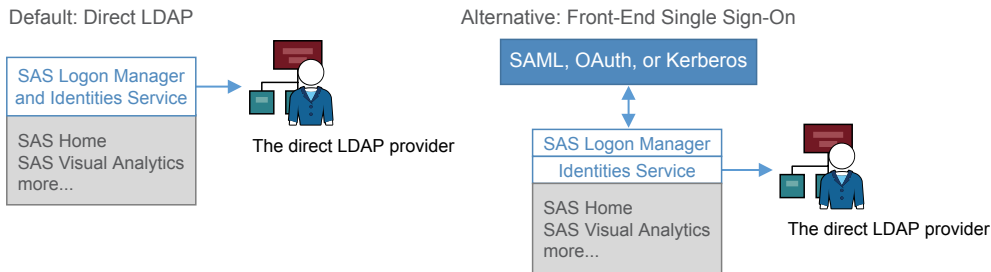 Default: Direct LDAP
SAS Logon Manager
and Identities Service
SAS Home
SAS Visual Analytics
more...
The direct LDAP provider
Alternative: Front-End Single Sign-On
SAML, OAuth, or Kerberos
SAS Logon Manager
Identities Service
SAS Home
SAS Visual Analytics
more...
The direct LDAP provider